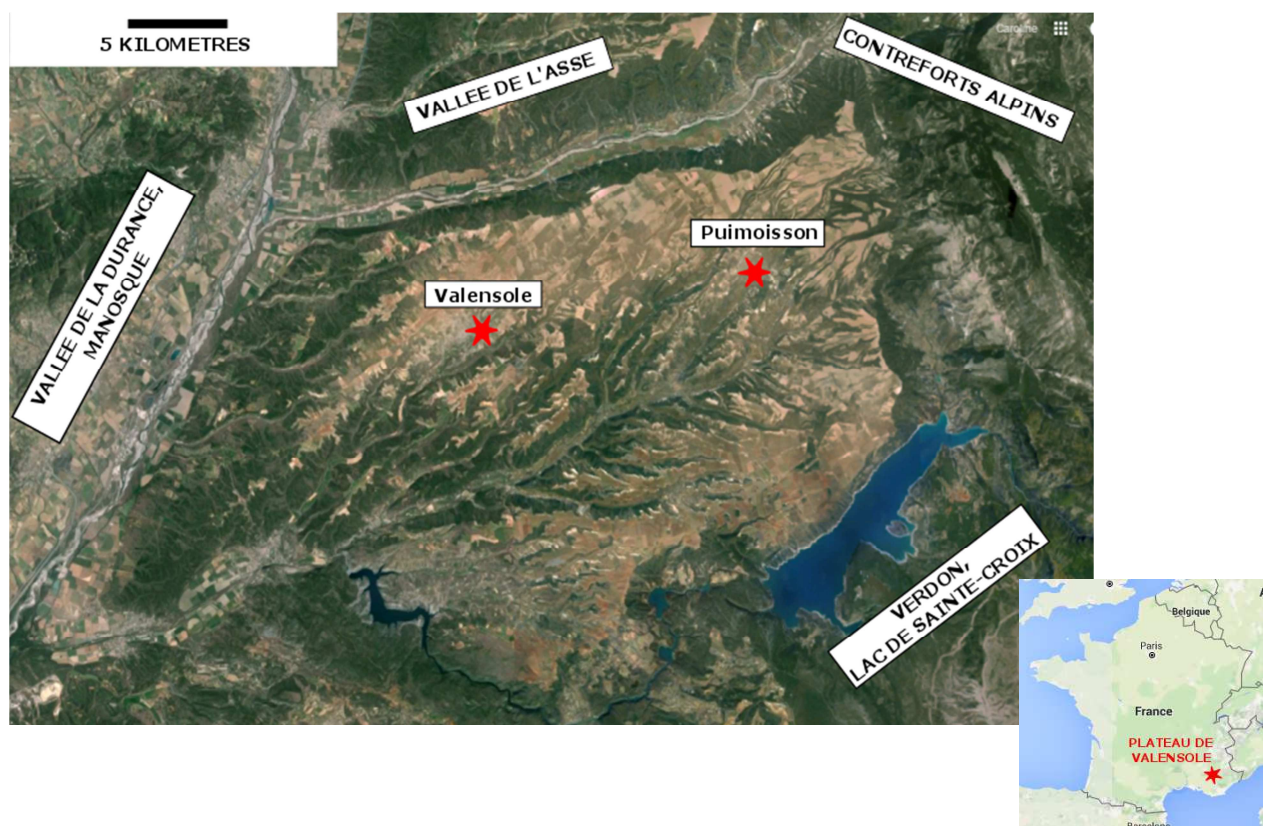 5 KILOMETRES
Caroline
VALLEE DE L'ASSE
CONTREFORTS ALPINS
VALLEE DE LA DURANCE,
MANOSQUE
Puimoisson
Valensole
VERDON,
LAC DE SAINTE-CROIX
Belgique
Paris
France
PLATEAU DE
VALENSOLE